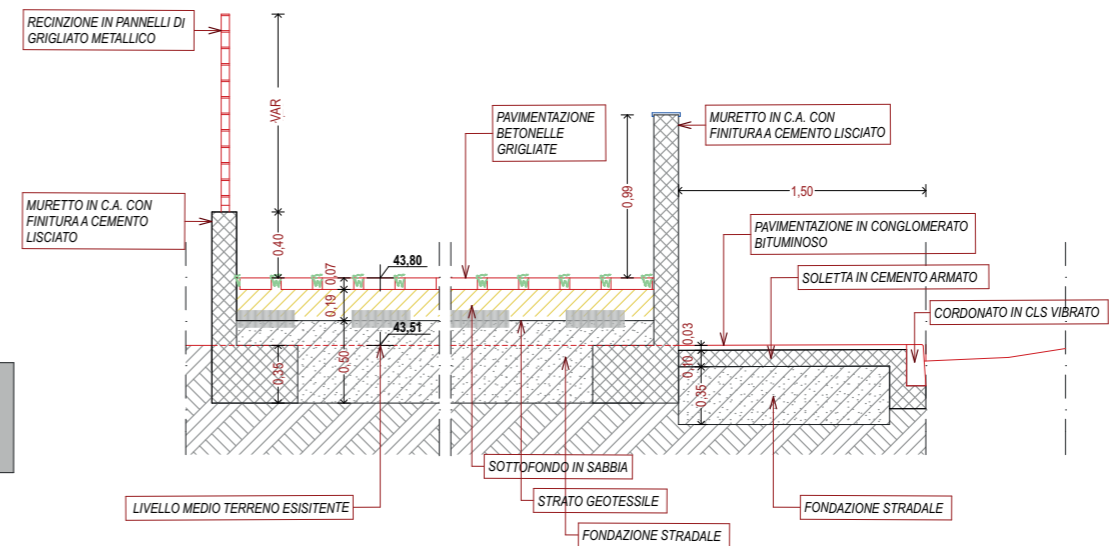 RECINZIONE IN PANNELLI DI
GRIGLIATO METALLICO
VAR
PAVIMENTAZIONE
BETONELLE
GRIGLIATE
MURETTO IN C.A. CON
FINITURA A CEMENTO LISCIATO
0,99
1,50
MURETTO IN C.A. CON
FINITURA A CEMENTO
LISCIATO
0,40
PAVIMENTAZIONE IN CONGLOMERATO
BITUMINOSO
43,80
0,07
SOLETTA IN CEMENTO ARMATO
0,19
CORDONATO IN CLS VIBRATO
43,51
0,03
0,35
0,50
0,10
0,35
SOTTOFONDO IN SABBIA
LIVELLO MEDIO TERRENO ESISITENTE
STRATO GEOTESSILE
FONDAZIONE STRADALE
FONDAZIONE STRADALE